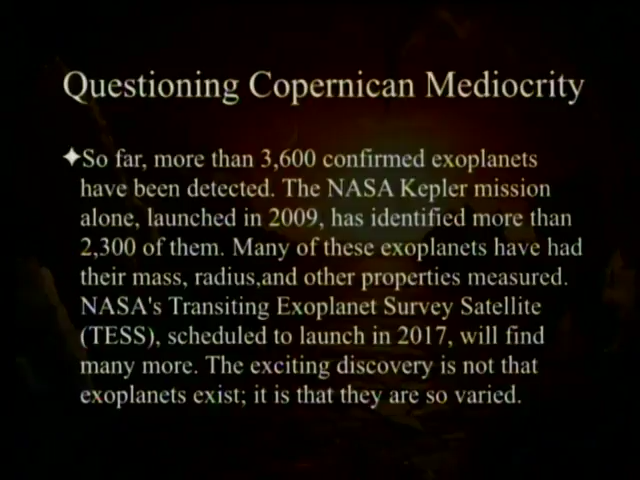 Questioning Copernican Mediocrity
✦So far, more than 3,600 confirmed exoplanets
have been detected. The NASA Kepler mission
alone, launched in 2009, has identified more than
2,300 of them. Many of these exoplanets have had
their mass, radius,and other properties measured.
NASA's Transiting Exoplanet Survey Satellite
(TESS), scheduled to launch in 2017, will find
many more. The exciting discovery is not that
exoplanets exist; it is that they are so varied.